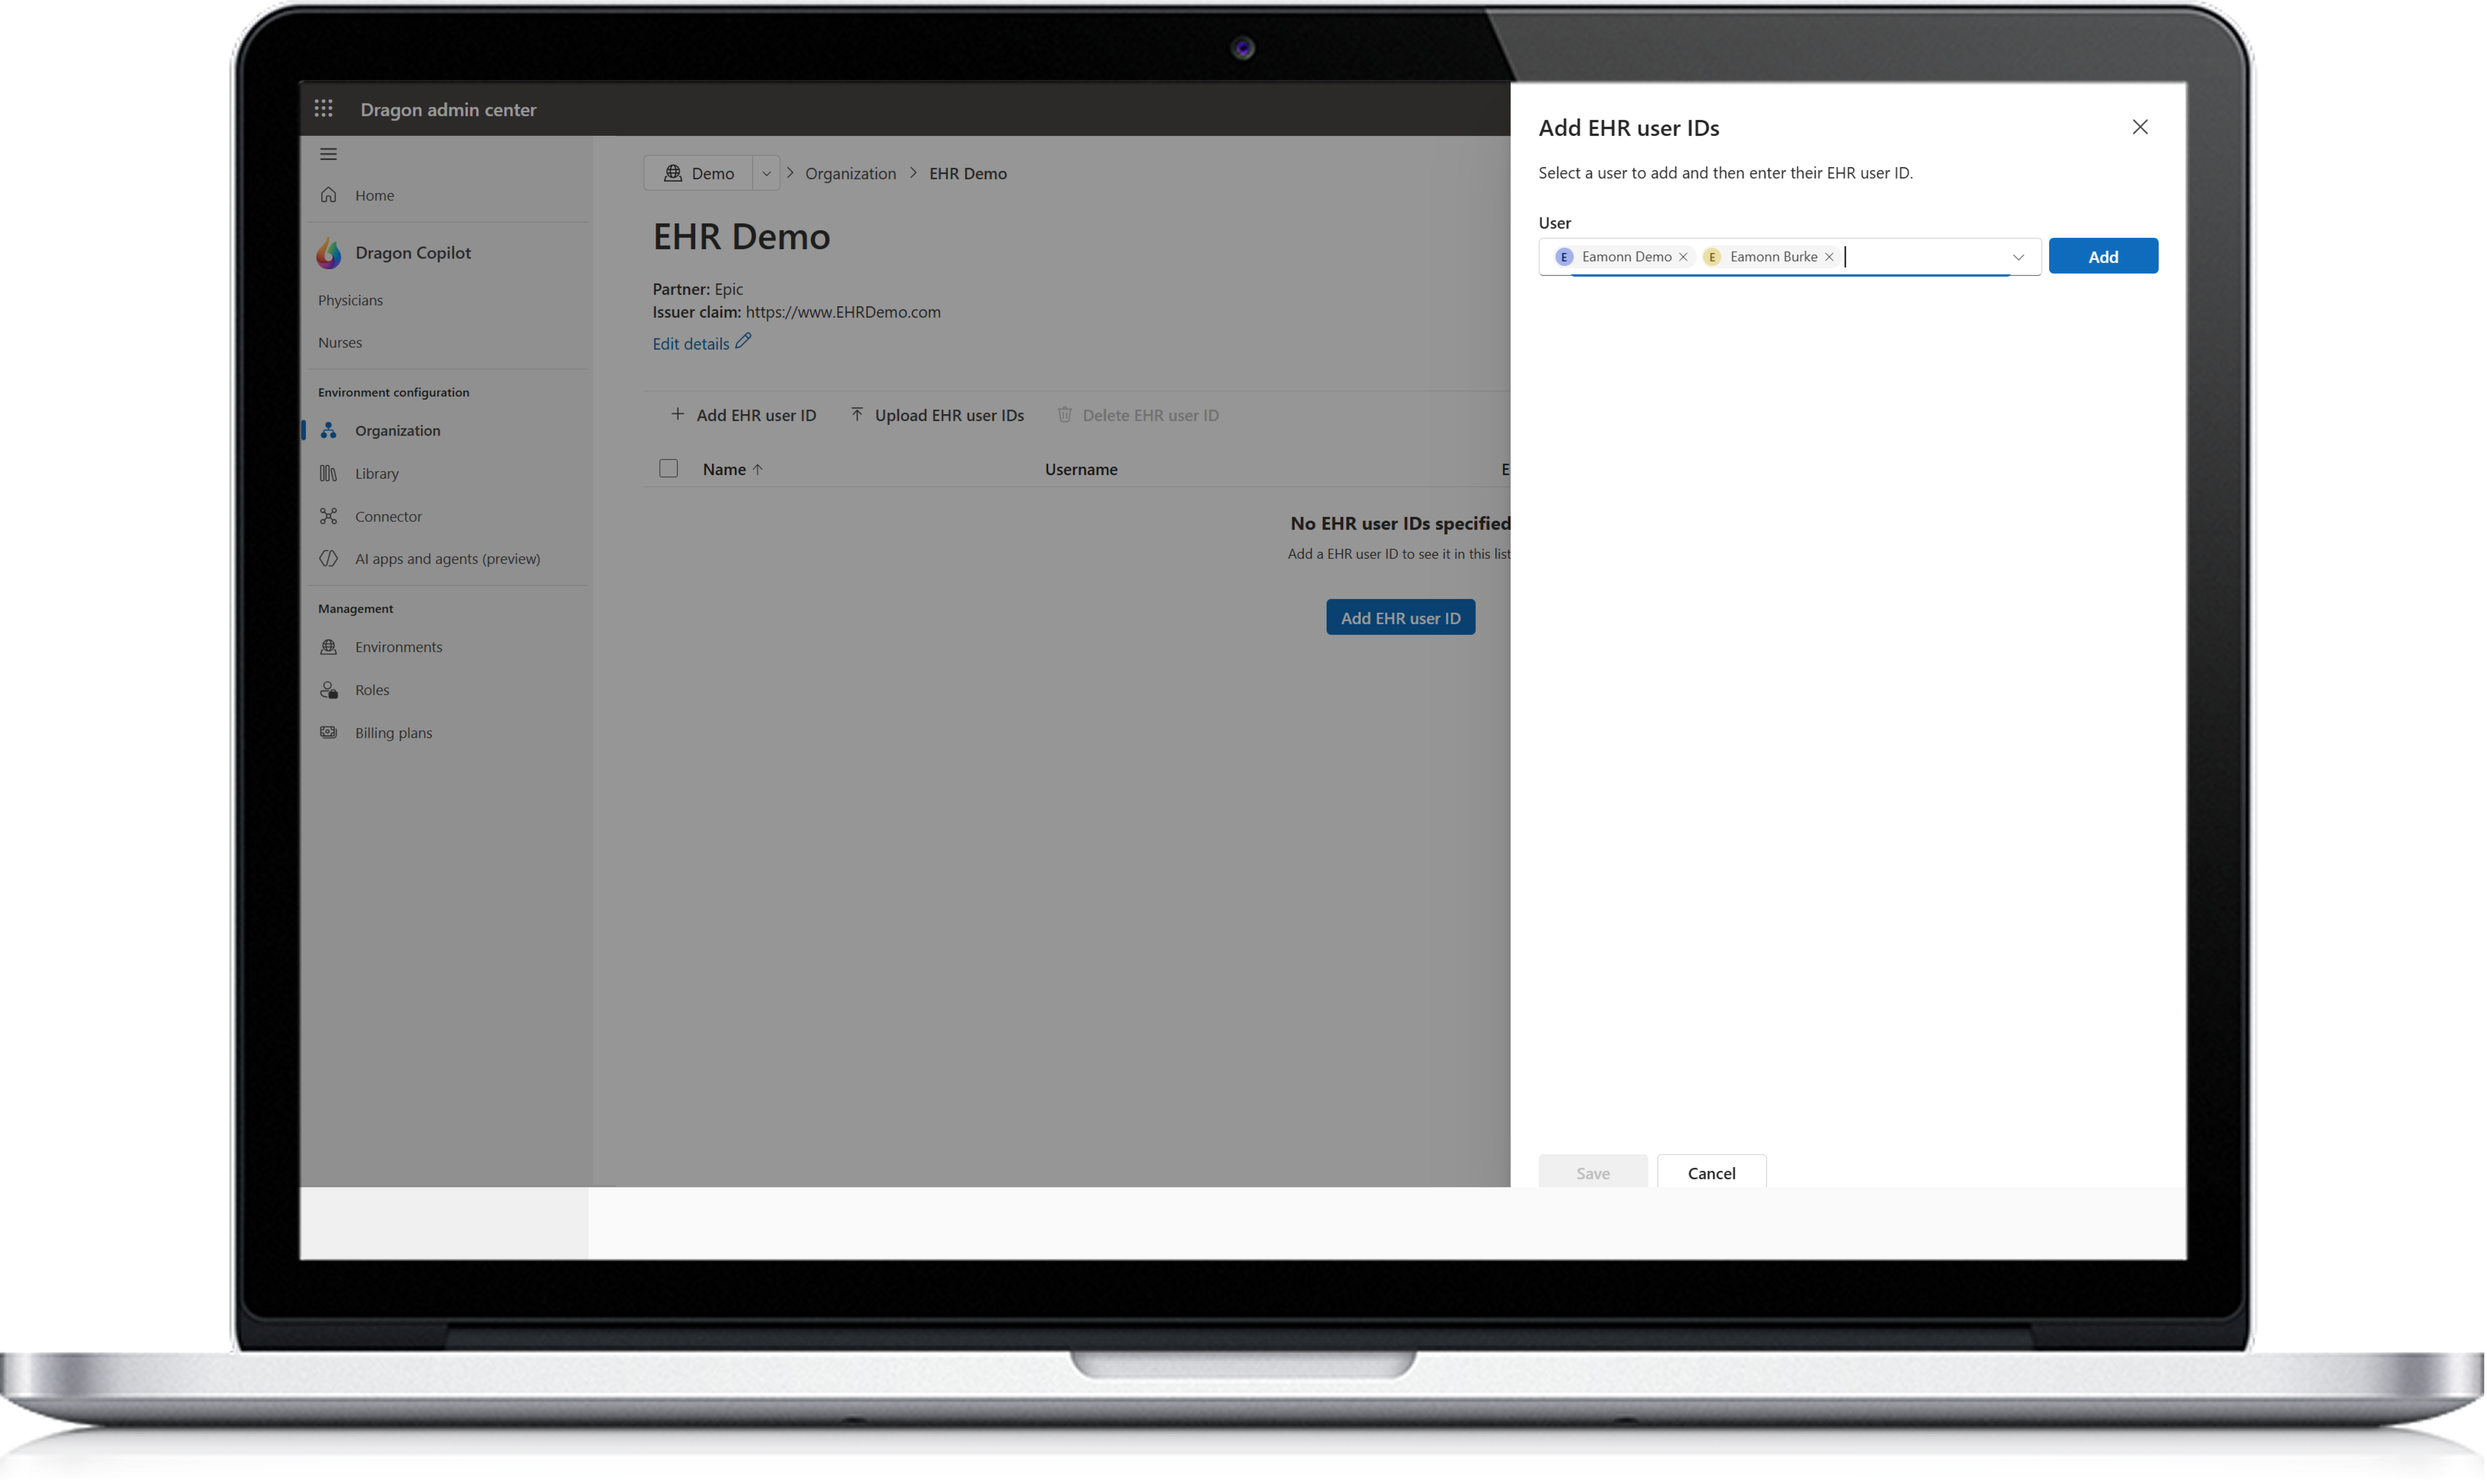 Dragon admin center
Home
Dragon Copilot
Physicians
Nurses
Environment configuration
Organization
Library
Connector
AI apps and agents (preview)
Management
Environments
Roles
Billing plans
Demo > Organization > EHR Demo
EHR Demo
Partner: Epic
Issuer claim: https://www.EHRDemo.com
Edit details
Add EHR user ID Upload EHR user IDs Delete EHR user ID
Name Username E
No EHR user IDs specified
Add a EHR user ID to see it in this list
Add EHR user ID
Add EHR user IDs
Select a user to add and then enter their EHR user ID.
User
E Eamonn Demo E Eamonn Burke Add
Save Cancel